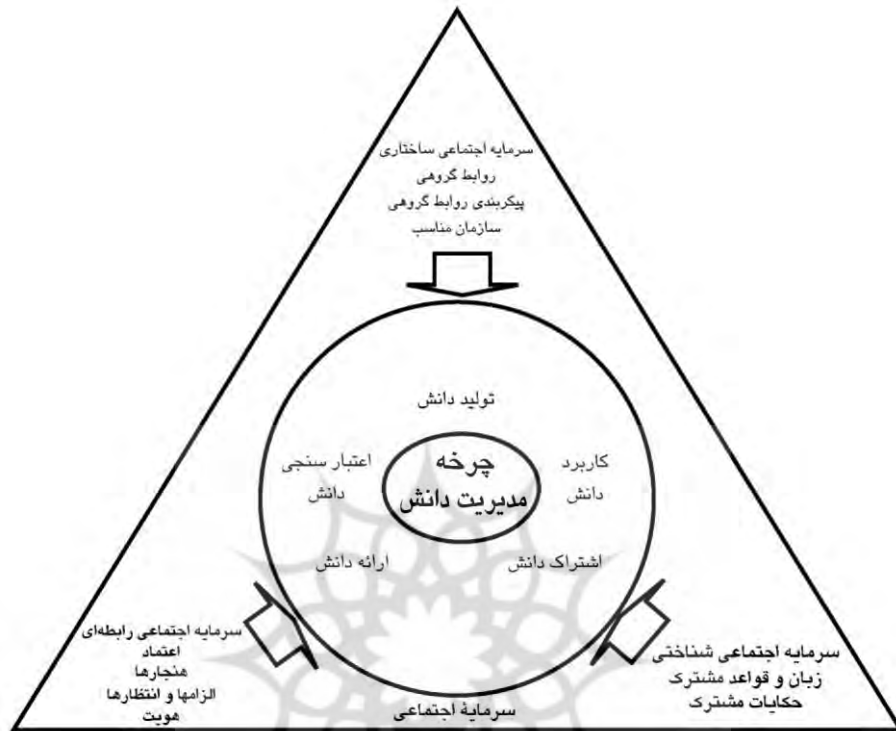 سرمایه اجتماعی ساختاری
روابط گروهی
پیکربندی روابط گروهی
سازمان مناسب
تولید دانش
کاربرد
دانش
چرخه
مدیریت دانش
اعتبار سنجی
دانش
اشتراک دانش
ارائه دانش
سرمایه اجتماعی شناختی
زبان و قواعد مشترک
حکایات مشترک
سرمایه اجتماعی رابطه‌ای
اعتماد
هنجارها
الزامها و انتظارها
هویت
سرمایهٔ اجتماعی